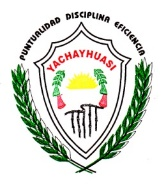 PUNTUALIDAD DISCIPLINA EFICIENCIA
YACHAYHUASI